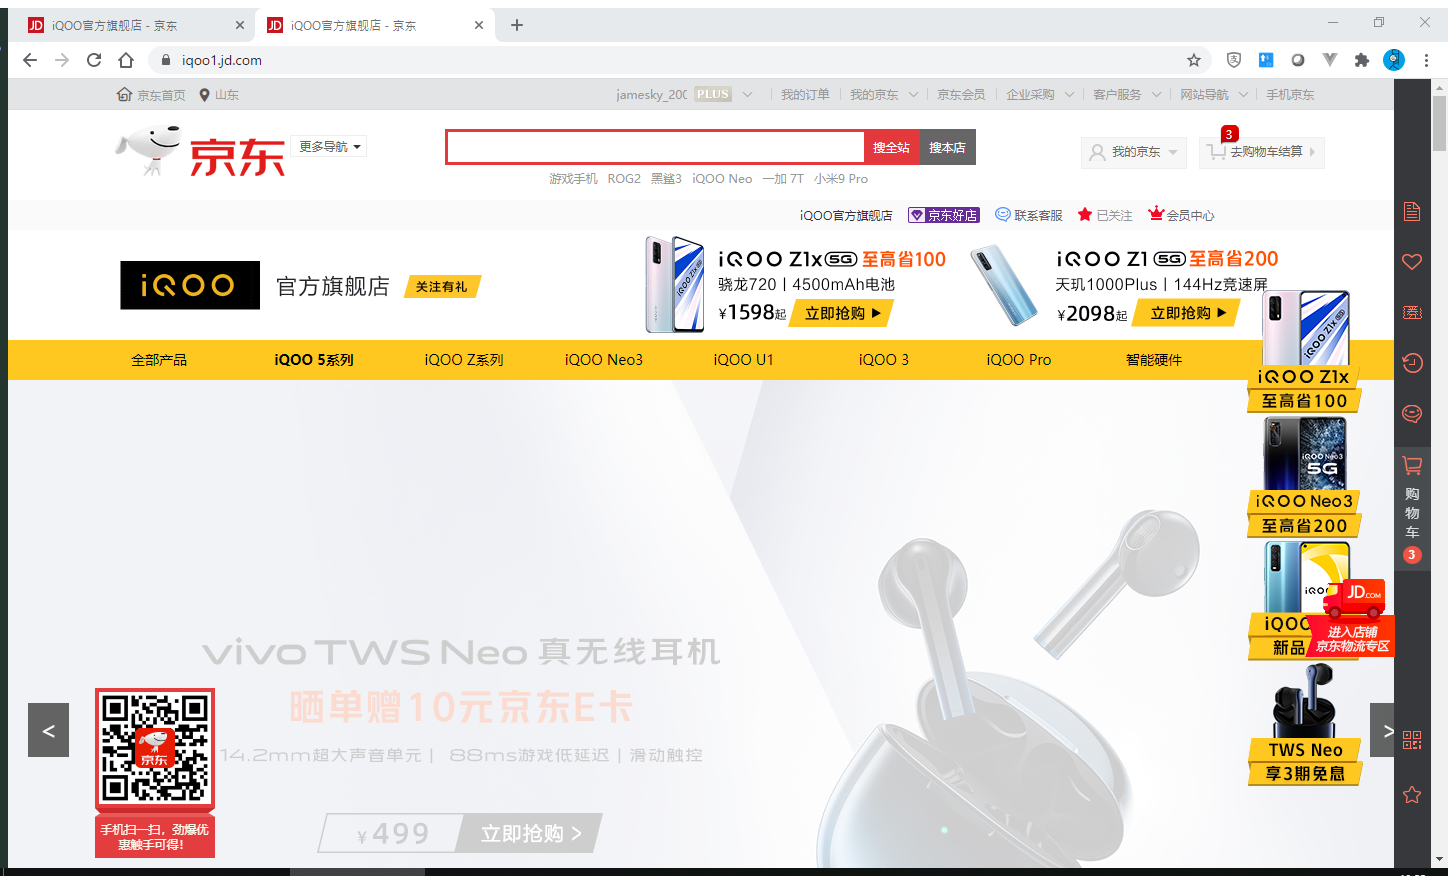 iQOO官方旗舰店 - 京东
iQOO官方旗舰店 - 京东
iqoo1.jd.com
京东首页
山东
jamesky_200
PLUS
我的订单
我的京东
京东会员
企业采购
客户服务
网站导航
手机京东
京东
更多导航
搜全站
搜本店
我的京东
3
去购物车结算
游戏手机 ROG2 黑鲨3 iQOO Neo 一加 7T 小米9 Pro
iQOO官方旗舰店
京东好店
联系客服
已关注
会员中心
iQOO
官方旗舰店
关注有礼
iQOO Z1x 5G 至高省100
骁龙720丨4500mAh电池
¥1598起 立即抢购
iQOO Z1 5G 至高省200
天玑1000Plus丨144Hz竞速屏
¥2098起 立即抢购
全部产品
iQOO 5系列
iQOO Z系列
iQOO Neo3
iQOO U1
iQOO 3
iQOO Pro
智能硬件
iQOO Z1x
iQOO Z1x
至高省100
iQOO Neo3
5G
iQOO Neo3
至高省200
新品
JD.COM
进入店铺
京东物流专区
TWS Neo
享3期免息
购物车
3
vivo TWS Neo 真无线耳机
晒单赠10元京东E卡
14.2mm超大声音单元丨 88ms游戏低延迟丨滑动触控
¥499
立即抢购 >
<
>
京东
手机扫一扫，劲爆优
惠触手可得！